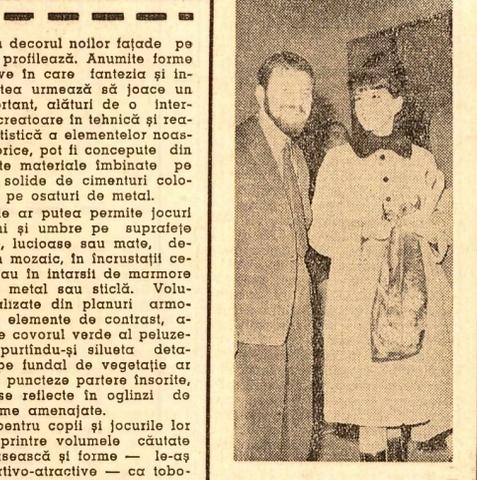 decorul noilor fațade pe
profilează. Anumite forme
ve în care fantezia și in-
tea urmează să joace un
ortant, alături de o inter-
creatoare în tehnică și rea-
tistică a elementelor noas-
orice, pot fi concepute din
te materiale îmbinate pe
solide de cimenturi colo-
pe osaturi de metal.
le ar putea permite jocuri
ni și umbre pe suprafețe
, lucioase sau mate, de-
mozaic, în încrustații ce-
au în intarsii de marmore
metal sau sticlă. Volu-
alizate din planuri armo-
elemente de contrast, a-
e covorul verde al peluze-
purtîndu-și silueta deta-
pe fundal de vegetație ar
puncteze partere însorite,
se reflecte în oglinzi de
me amenajate.
pentru copii și jocurile lor
printre volumele căutate
sească și forme — le-aș
rtivo-atractive — ca tobo-